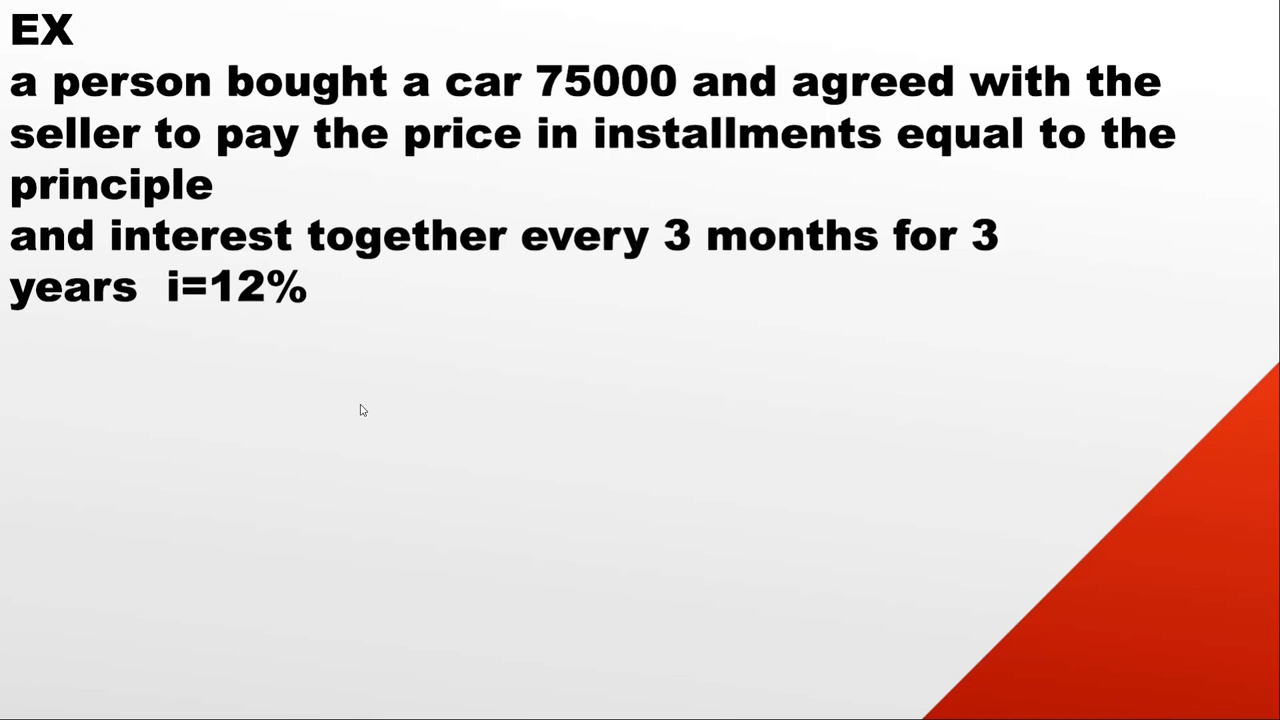 EX
a person bought a car 75000 and agreed with the
seller to pay the price in installments equal to the
principle
and interest together every 3 months for 3
years  i=12%